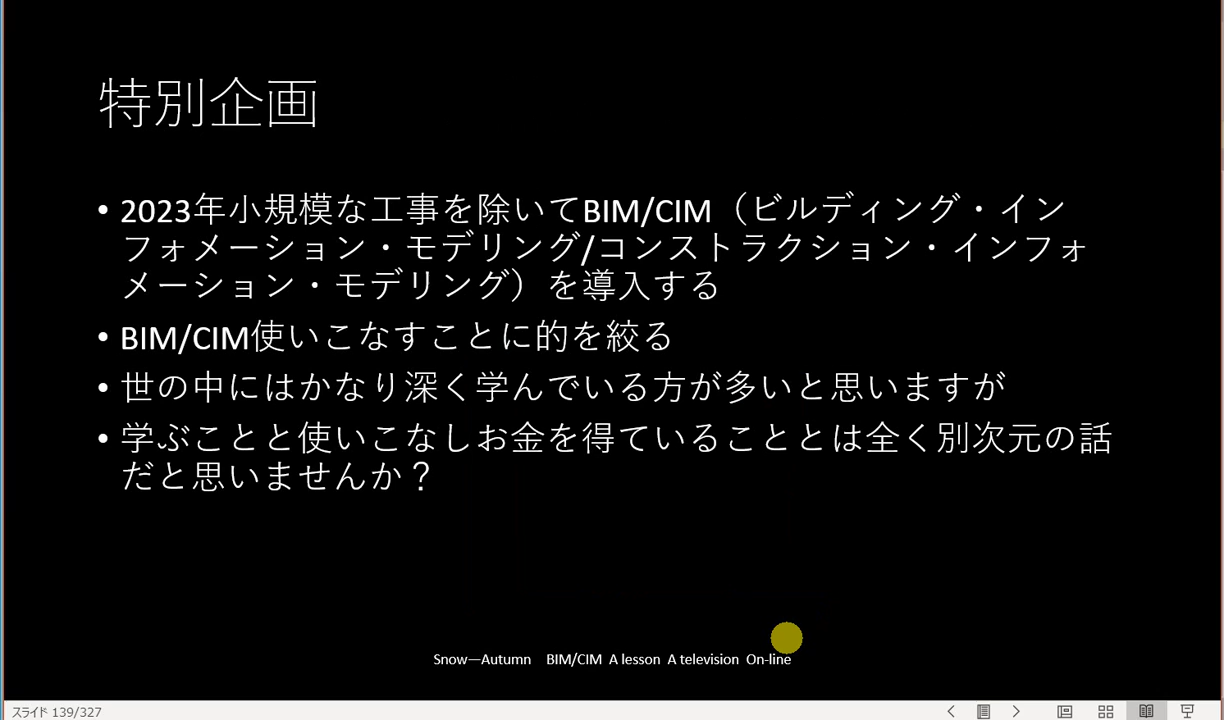 特別企画
• 2023年小規模な工事を除いてBIM/CIM（ビルディング・イン
フォメーション・モデリング/コンストラクション・インフォ
メーション・モデリング）を導入する
• BIM/CIM使いこなすことに的を絞る
• 世の中にはかなり深く学んでいる方が多いと思いますが
• 学ぶことと使いこなしお金を得ていることとは全く別次元の話
だと思いませんか？
Snow―Autumn BIM/CIM A lesson A television On-line
スライド 139/327